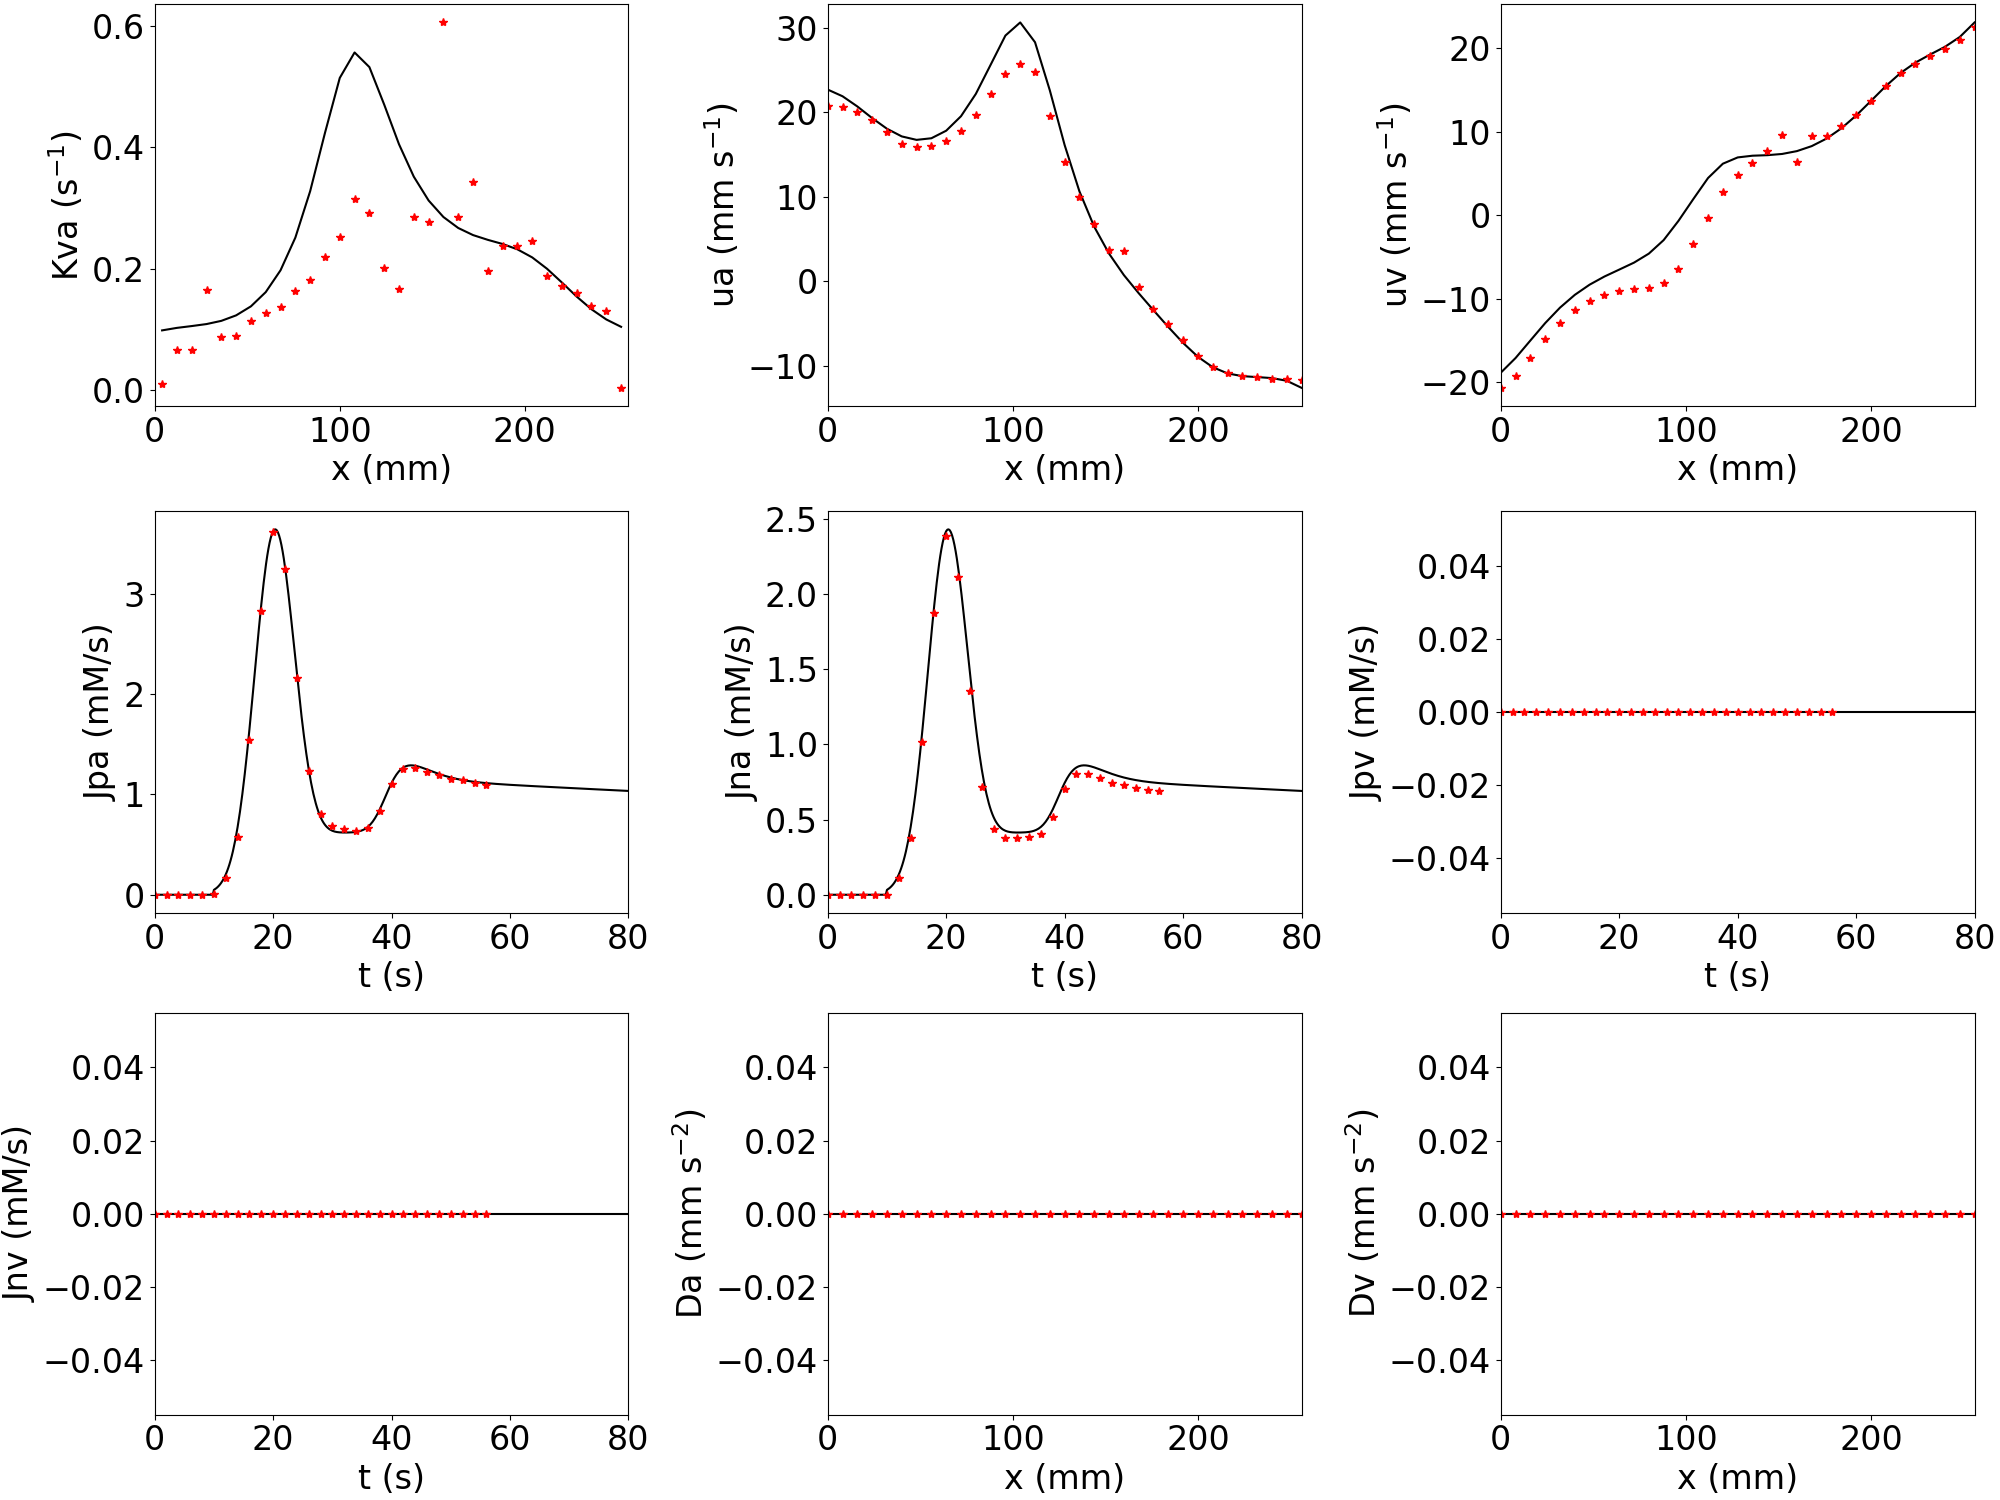 0.6
0.4
0.2
0.0
Kva (s⁻¹)
0 100 200
x (mm)
30
20
10
0
−10
ua (mm s⁻¹)
0 100 200
x (mm)
20
10
0
−10
−20
uv (mm s⁻¹)
0 100 200
x (mm)
3
2
1
0
Jpa (mM/s)
0 20 40 60 80
t (s)
2.5
2.0
1.5
1.0
0.5
0.0
Jna (mM/s)
0 20 40 60 80
t (s)
0.04
0.02
0.00
−0.02
−0.04
Jpv (mM/s)
0 20 40 60 80
t (s)
0.04
0.02
0.00
−0.02
−0.04
Jnv (mM/s)
0 20 40 60 80
t (s)
0.04
0.02
0.00
−0.02
−0.04
Da (mm s⁻²)
0 100 200
x (mm)
0.04
0.02
0.00
−0.02
−0.04
Dv (mm s⁻²)
0 100 200
x (mm)